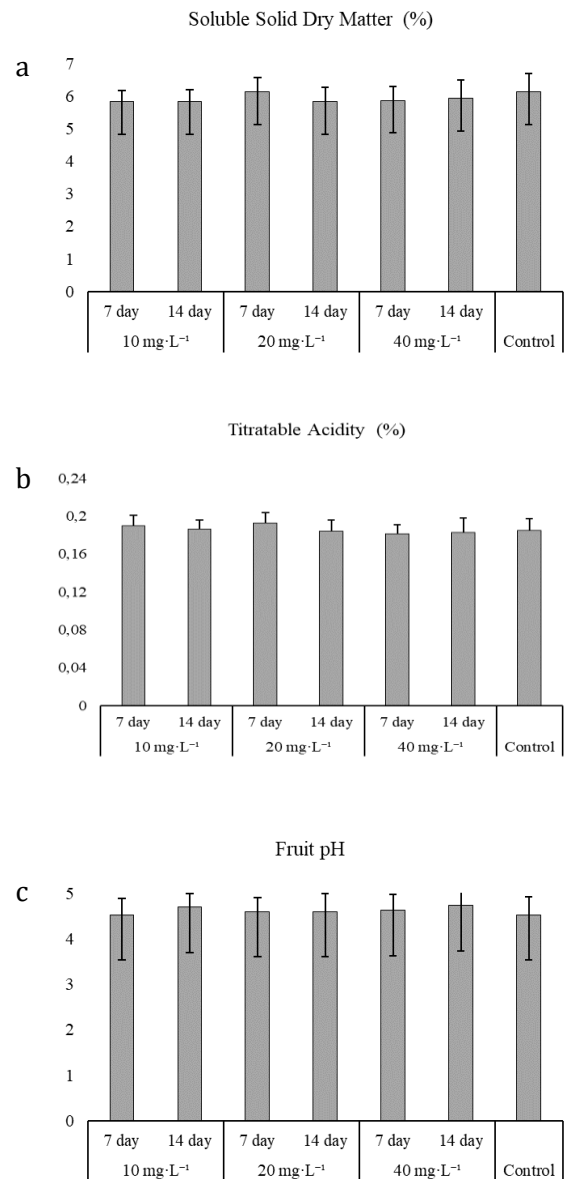 Soluble Solid Dry Matter (%)
a
7
6
5
4
3
2
1
0
7 day 14 day 7 day 14 day 7 day 14 day
10 mg·L⁻¹ 20 mg·L⁻¹ 40 mg·L⁻¹ Control
Titratable Acidity (%)
b
0,24
0,2
0,16
0,12
0,08
0,04
0
7 day 14 day 7 day 14 day 7 day 14 day
10 mg·L⁻¹ 20 mg·L⁻¹ 40 mg·L⁻¹ Control
Fruit pH
c
5
4
3
2
1
0
7 day 14 day 7 day 14 day 7 day 14 day
10 mg·L⁻¹ 20 mg·L⁻¹ 40 mg·L⁻¹ Control